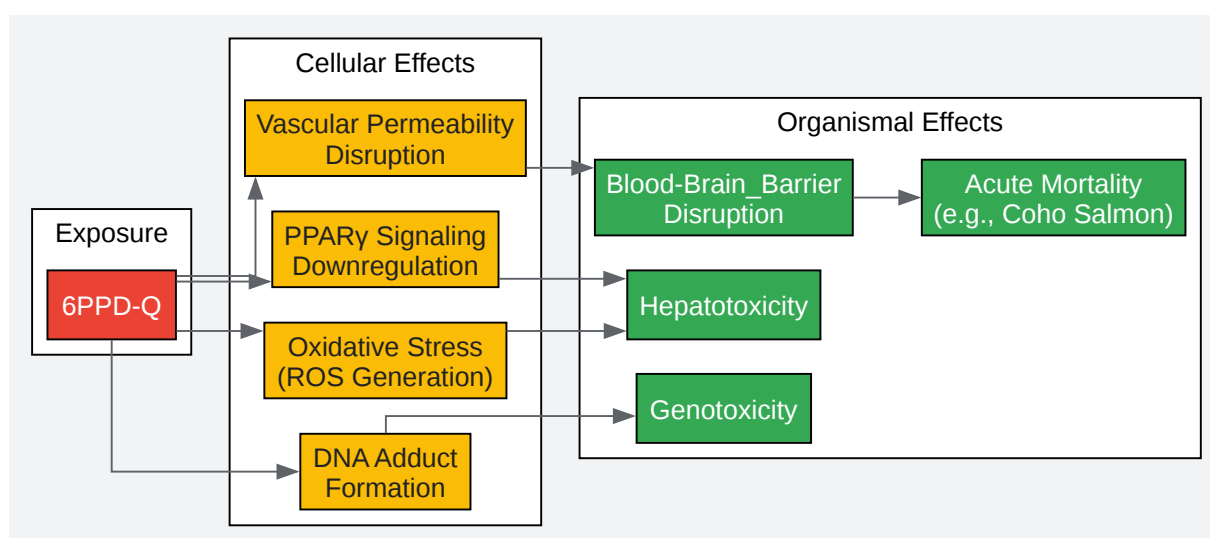 Exposure
6PPD-Q
Cellular Effects
Vascular Permeability
Disruption
PPARγ Signaling
Downregulation
Oxidative Stress
(ROS Generation)
DNA Adduct
Formation
Organismal Effects
Blood-Brain_Barrier
Disruption
Acute Mortality
(e.g., Coho Salmon)
Hepatotoxicity
Genotoxicity